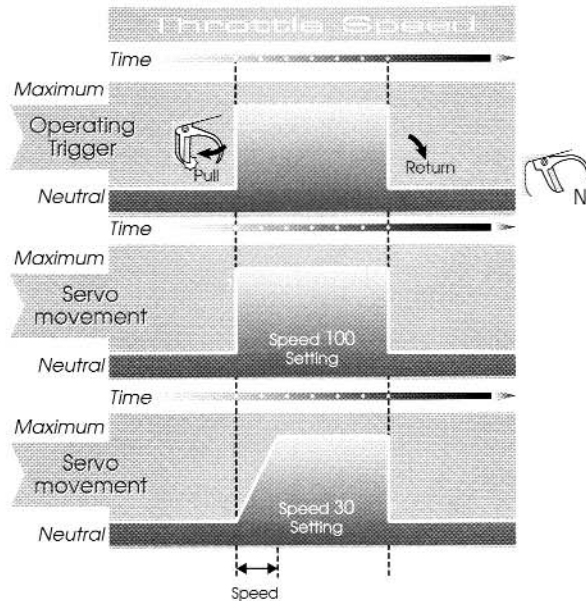 Throttle Speed
Time
Maximum
Operating
Trigger
Pull
Return
Neutral
N
Time
Maximum
Servo
movement
Speed 100
Setting
Neutral
Time
Maximum
Servo
movement
Speed 30
Setting
Neutral
Speed